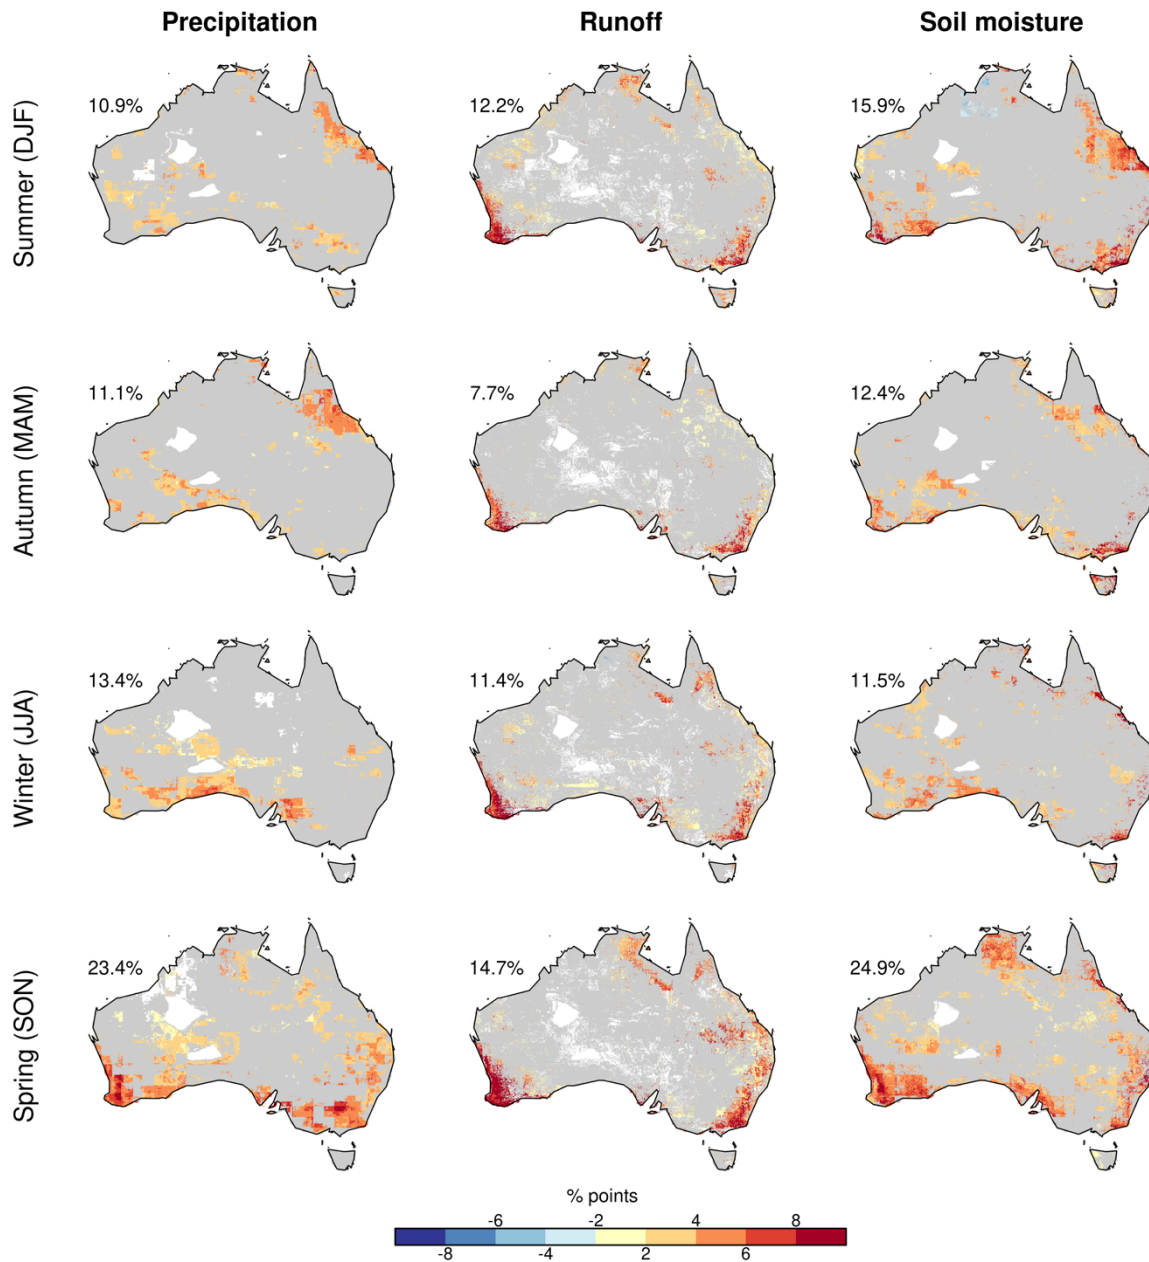 Precipitation Runoff Soil moisture
Summer (DJF)
10.9% 12.2% 15.9%
Autumn (MAM)
11.1% 7.7% 12.4%
Winter (JJA)
13.4% 11.4% 11.5%
Spring (SON)
23.4% 14.7% 24.9%
% points
-6 -2 4 8
-8 -4 2 6